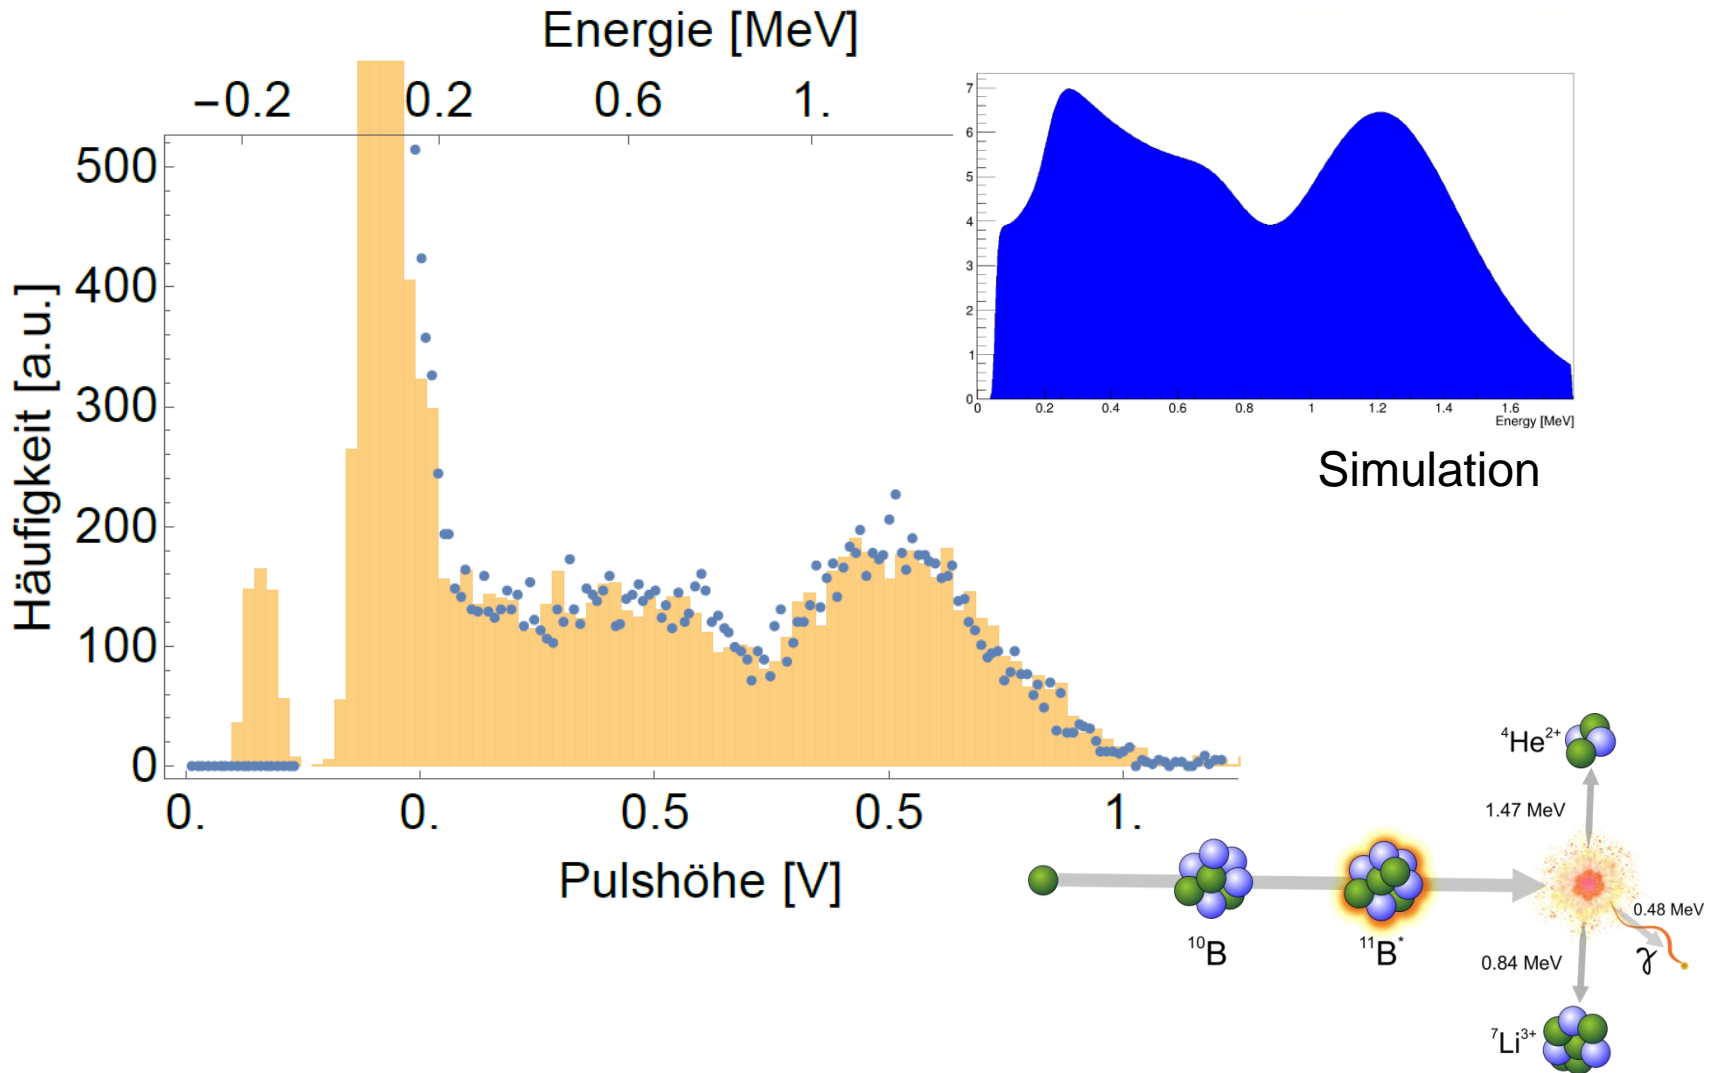 Energie [MeV]
−0.2 0.2 0.6 1.
500
400
300
200
100
0
Häufigkeit [a.u.]
0. 0. 0.5 0.5 1.
Pulshöhe [V]
7
6
5
4
3
2
1
0
0 0.2 0.4 0.6 0.8 1 1.2 1.4 1.6
Energy [MeV]
Simulation
⁴He²⁺
1.47 MeV
0.48 MeV
¹⁰B
¹¹B*
γ
0.84 MeV
⁷Li³⁺